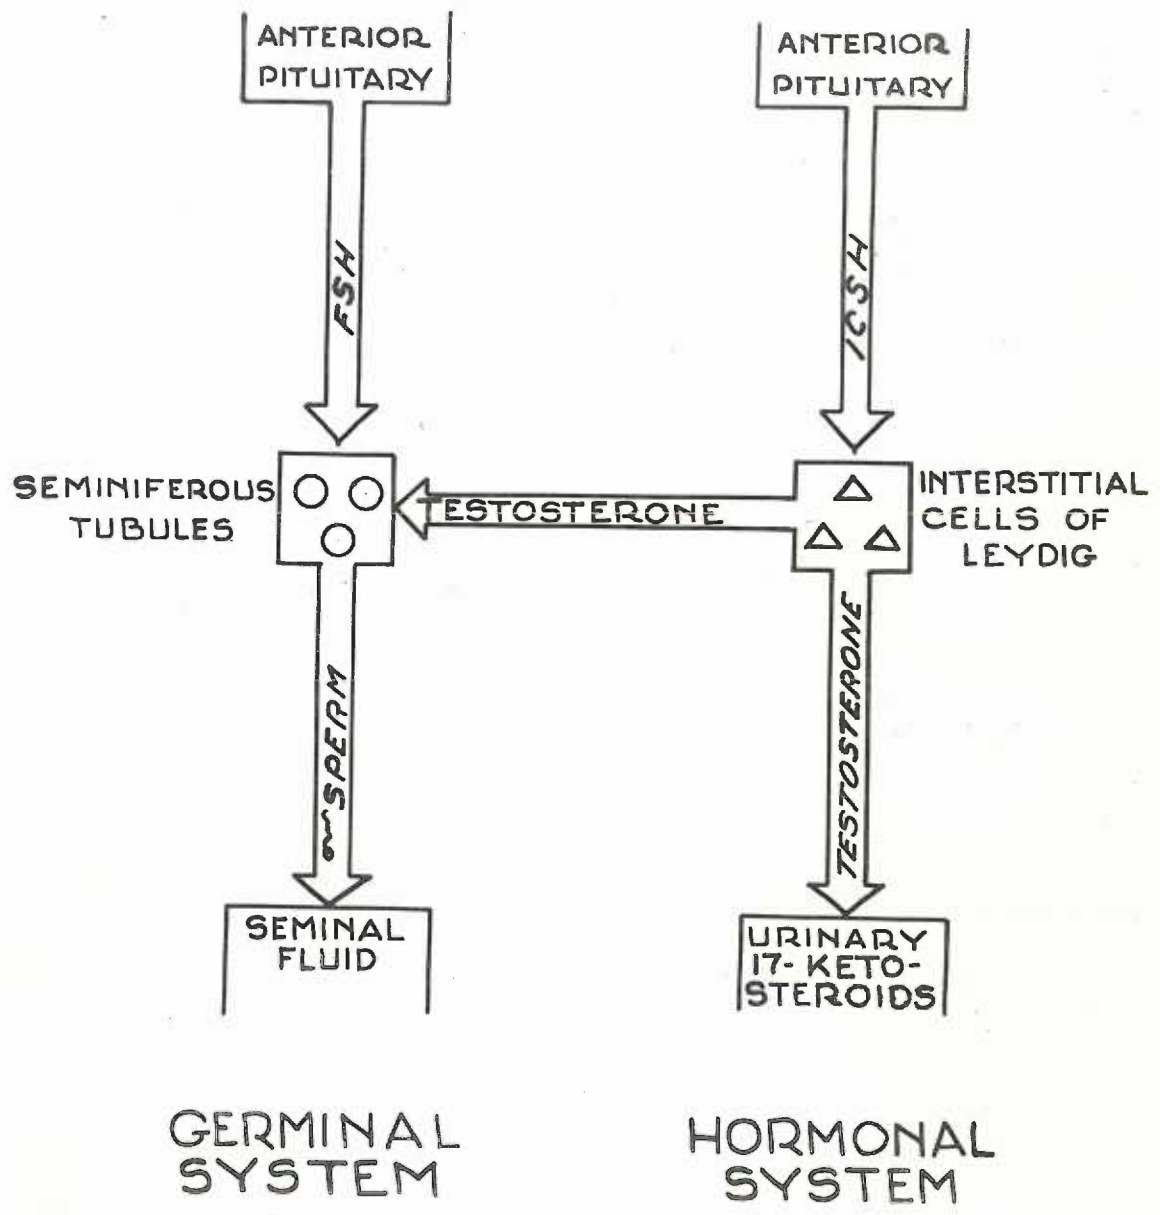 ANTERIOR
PITUITARY
ANTERIOR
PITUITARY
FSH
ICSH
SEMINIFEROUS
TUBULES
TESTOSTERONE
INTERSTITIAL
CELLS OF
LEYDIG
SPERM
TESTOSTERONE
SEMINAL
FLUID
URINARY
17-KETO-
STEROIDS
GERMINAL
SYSTEM
HORMONAL
SYSTEM